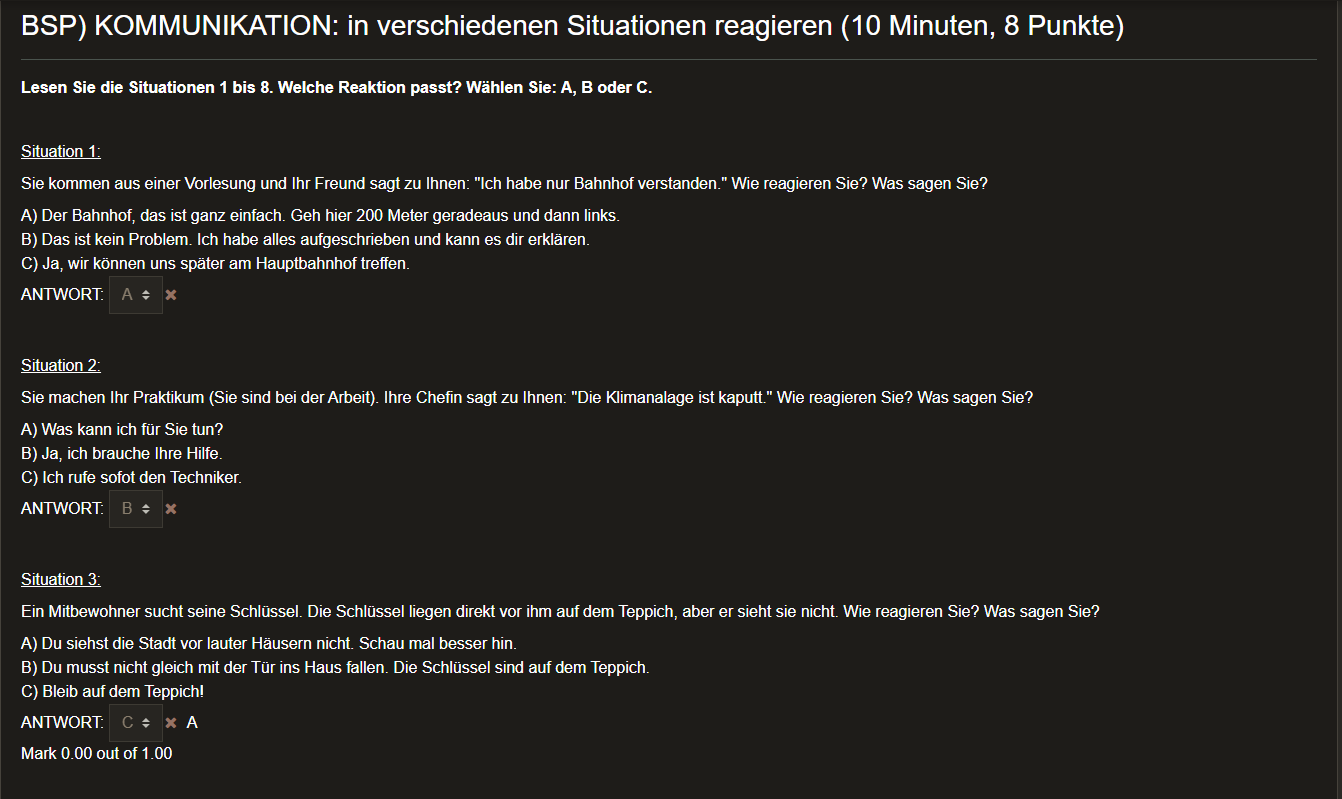 BSP) KOMMUNIKATION: in verschiedenen Situationen reagieren (10 Minuten, 8 Punkte)
Lesen Sie die Situationen 1 bis 8. Welche Reaktion passt? Wählen Sie: A, B oder C.
Situation 1:
Sie kommen aus einer Vorlesung und Ihr Freund sagt zu Ihnen: "Ich habe nur Bahnhof verstanden." Wie reagieren Sie? Was sagen Sie?
A) Der Bahnhof, das ist ganz einfach. Geh hier 200 Meter geradeaus und dann links.
B) Das ist kein Problem. Ich habe alles aufgeschrieben und kann es dir erklären.
C) Ja, wir können uns später am Hauptbahnhof treffen.
ANTWORT: A
Situation 2:
Sie machen Ihr Praktikum (Sie sind bei der Arbeit). Ihre Chefin sagt zu Ihnen: "Die Klimanalage ist kaputt." Wie reagieren Sie? Was sagen Sie?
A) Was kann ich für Sie tun?
B) Ja, ich brauche Ihre Hilfe.
C) Ich rufe sofot den Techniker.
ANTWORT: B
Situation 3:
Ein Mitbewohner sucht seine Schlüssel. Die Schlüssel liegen direkt vor ihm auf dem Teppich, aber er sieht sie nicht. Wie reagieren Sie? Was sagen Sie?
A) Du siehst die Stadt vor lauter Häusern nicht. Schau mal besser hin.
B) Du musst nicht gleich mit der Tür ins Haus fallen. Die Schlüssel sind auf dem Teppich.
C) Bleib auf dem Teppich!
ANTWORT: C A
Mark 0.00 out of 1.00